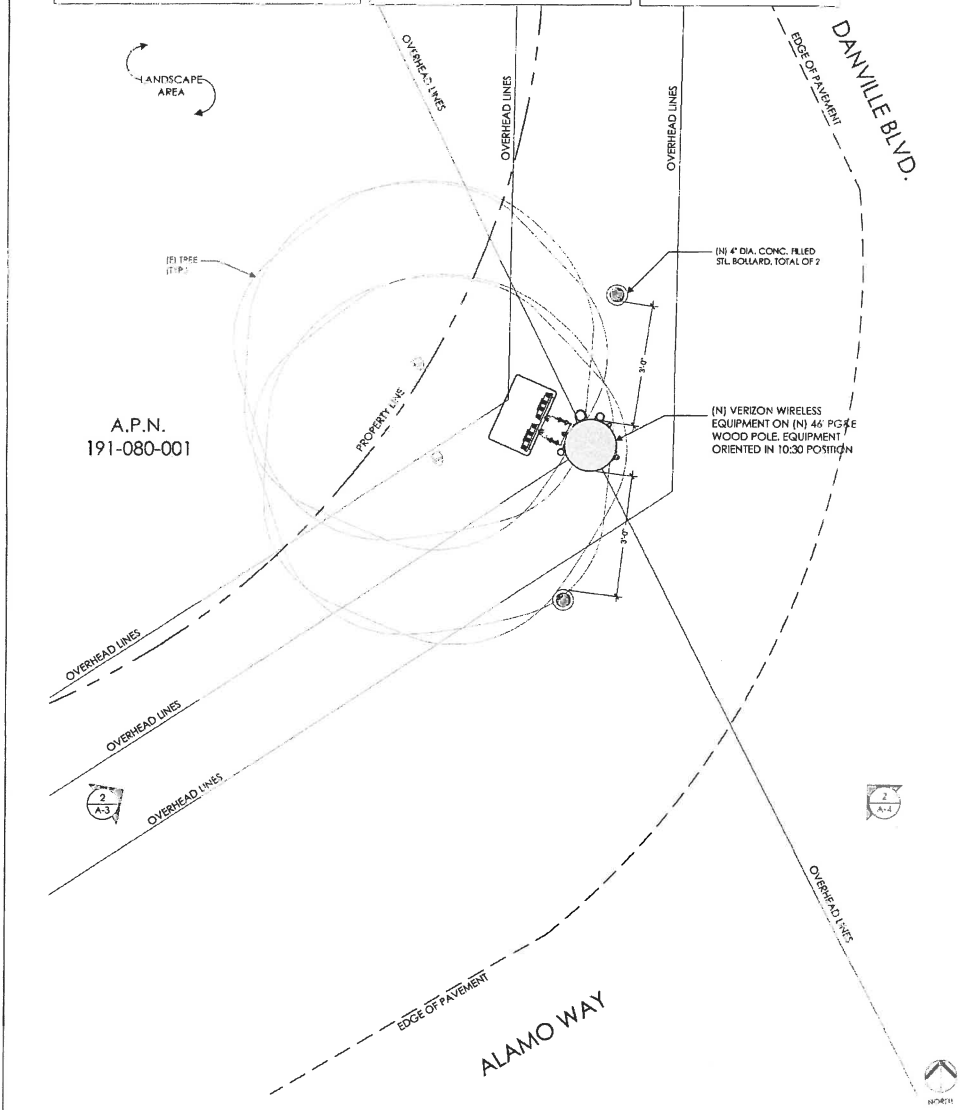 DANVILLE BLVD.
EDGE OF PAVEMENT
OVERHEAD LINES
OVERHEAD LINES
OVERHEAD LINES
LANDSCAPE
AREA
(E) TREE
(TYP.)
(N) 4" DIA. CONC. FILLED
STL. BOLLARD, TOTAL OF 2
3'-0"
A.P.N.
191-080-001
PROPERTY LINE
(N) VERIZON WIRELESS
EQUIPMENT ON (N) 46' PG&E
WOOD POLE. EQUIPMENT
ORIENTED IN 10:30 POSITION
3'-0"
OVERHEAD LINES
OVERHEAD LINES
OVERHEAD LINES
2
A-3
2
A-4
OVERHEAD LINES
EDGE OF PAVEMENT
ALAMO WAY
NORTH